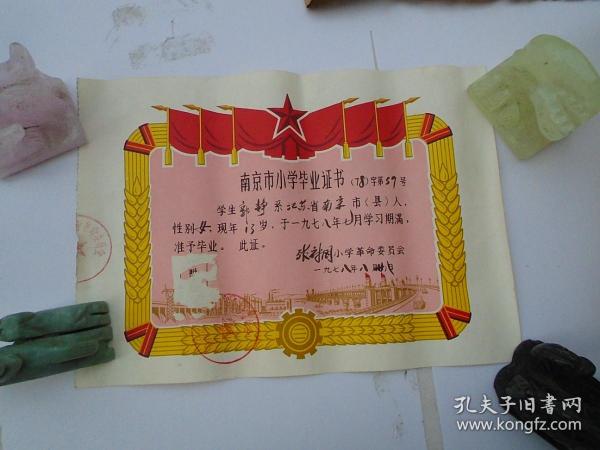 南京市小学毕业证书（78）字第59号
学生郭静系江苏省南京市（县）人，
性别女现年13岁，于一九七八年七月学习期满，
准予毕业。此证。
小学革命委员会
一九七八年八月日
孔夫子旧书网
www.kongfz.com